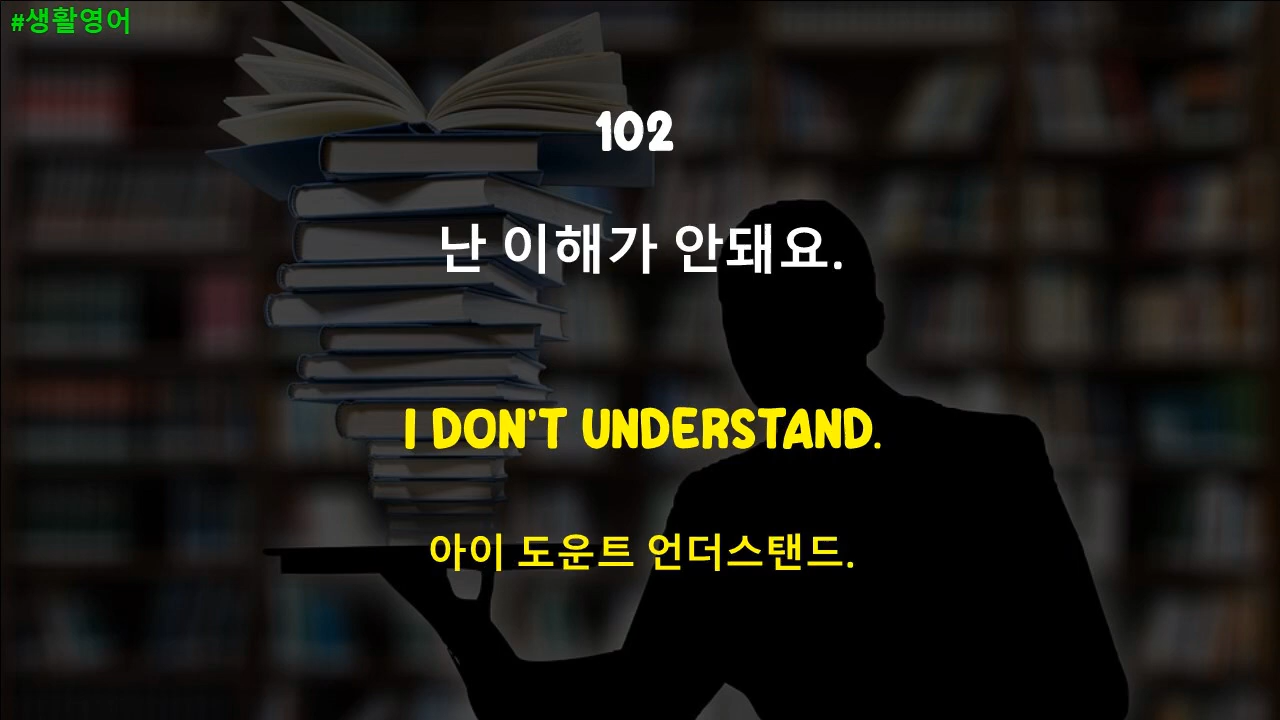 #생활영어
102
난 이해가 안돼요.
I DON'T UNDERSTAND.
아이 도운트 언더스탠드.